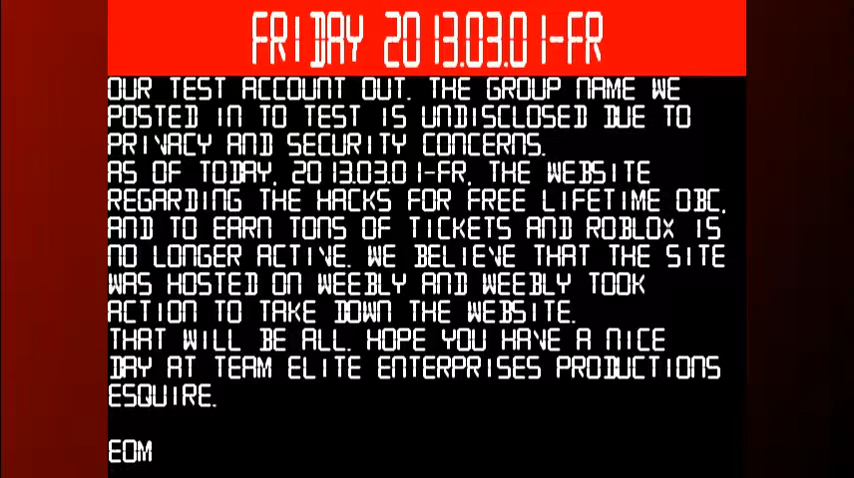 FRIDAY 2013.03.01-FR
OUR TEST ACCOUNT OUT. THE GROUP NAME WE
POSTED IN TO TEST IS UNDISCLOSED DUE TO
PRIVACY AND SECURITY CONCERNS.
AS OF TODAY, 2013.03.01-FR, THE WEBSITE
REGARDING THE HACKS FOR FREE LIFETIME OBC,
AND TO EARN TONS OF TICKETS AND ROBLOX IS
NO LONGER ACTIVE. WE BELIEVE THAT THE SITE
WAS HOSTED ON WEEBLY AND WEEBLY TOOK
ACTION TO TAKE DOWN THE WEBSITE.
THAT WILL BE ALL. HOPE YOU HAVE A NICE
DAY AT TEAM ELITE ENTERPRISES PRODUCTIONS
ESQUIRE.
EOM